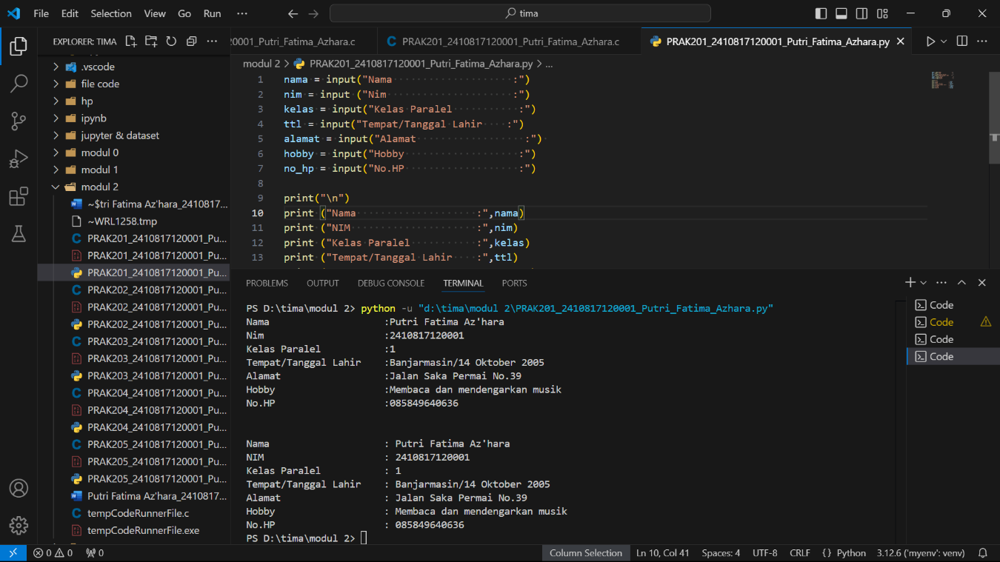 File Edit Selection View Go Run ··· tima
EXPLORER: TIMA
.vscode
file code
hp
ipynb
jupyter & dataset
modul 0
modul 1
modul 2
~$tri Fatima Az'hara_2410817...
~WRL1258.tmp
PRAK201_2410817120001_Pu...
PRAK201_2410817120001_Pu...
PRAK201_2410817120001_Pu...
PRAK202_2410817120001_Pu...
PRAK202_2410817120001_Pu...
PRAK202_2410817120001_Pu...
PRAK203_2410817120001_Pu...
PRAK203_2410817120001_Pu...
PRAK203_2410817120001_Pu...
PRAK204_2410817120001_Pu...
PRAK204_2410817120001_Pu...
PRAK204_2410817120001_Pu...
PRAK205_2410817120001_Pu...
PRAK205_2410817120001_Pu...
PRAK205_2410817120001_Pu...
Putri Fatima Az'hara_2410817...
tempCodeRunnerFile.c
tempCodeRunnerFile.exe
0001_Putri_Fatima_Azhara.c PRAK201_2410817120001_Putri_Fatima_Azhara.c PRAK201_2410817120001_Putri_Fatima_Azhara.py
modul 2 > PRAK201_2410817120001_Putri_Fatima_Azhara.py > ...
1 nama = input("Nama                    :")
2 nim = input ("Nim                     :")
3 kelas = input("Kelas Paralel           :")
4 ttl = input("Tempat/Tanggal Lahir    :")
5 alamat = input("Alamat                  :")
6 hobby = input("Hobby                   :")
7 no_hp = input("No.HP                   :")
8
9 print("\n")
10 print ("Nama                    :",nama)
11 print ("NIM                     :",nim)
12 print ("Kelas Paralel           :",kelas)
13 print ("Tempat/Tanggal Lahir    :",ttl)
PROBLEMS OUTPUT DEBUG CONSOLE TERMINAL PORTS
PS D:\tima\modul 2> python -u "d:\tima\modul 2\PRAK201_2410817120001_Putri_Fatima_Azhara.py"
Nama                    :Putri Fatima Az'hara
Nim                     :2410817120001
Kelas Paralel           :1
Tempat/Tanggal Lahir    :Banjarmasin/14 Oktober 2005
Alamat                  :Jalan Saka Permai No.39
Hobby                   :Membaca dan mendengarkan musik
No.HP                   :085849640636
Nama                    : Putri Fatima Az'hara
NIM                     : 2410817120001
Kelas Paralel           : 1
Tempat/Tanggal Lahir    : Banjarmasin/14 Oktober 2005
Alamat                  : Jalan Saka Permai No.39
Hobby                   : Membaca dan mendengarkan musik
No.HP                   : 085849640636
PS D:\tima\modul 2>
Code
Code
Code
Code
0 0 0 Column Selection Ln 10, Col 41 Spaces: 4 UTF-8 CRLF {} Python 3.12.6 ('myenv': venv)